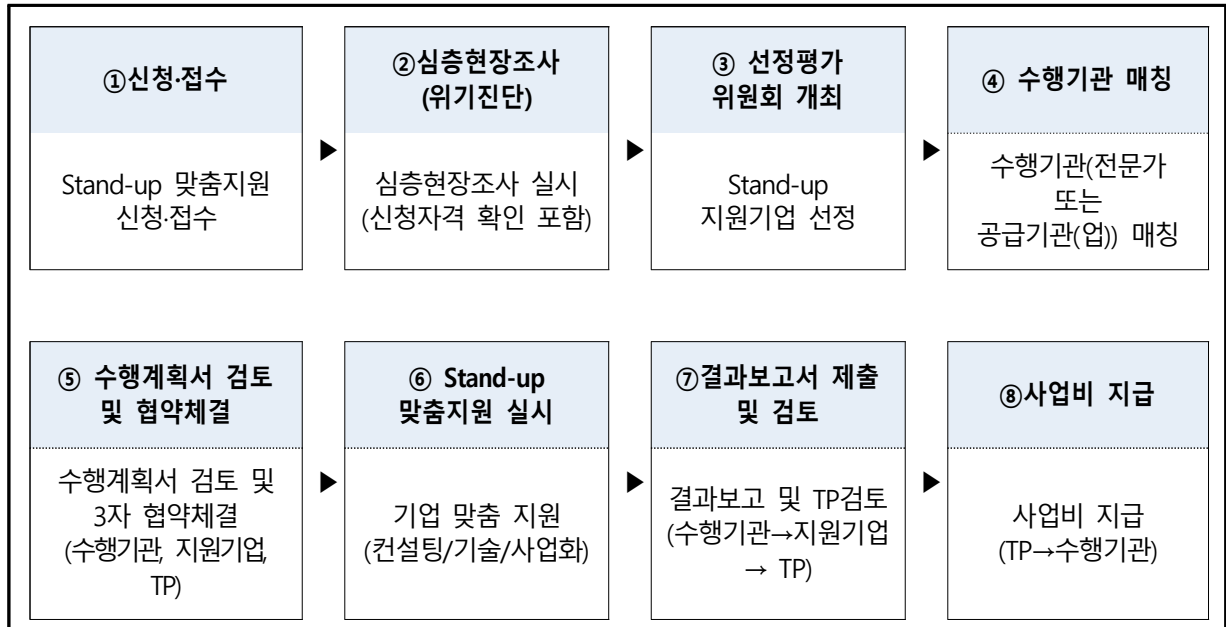 ①신청·접수
Stand-up 맞춤지원
신청·접수
▶
②심층현장조사
(위기진단)
심층현장조사 실시
(신청자격 확인 포함)
▶
③ 선정평가
위원회 개최
Stand-up
지원기업 선정
▶
④ 수행기관 매칭
수행기관(전문가
또는
공급기관(업)) 매칭
⑤ 수행계획서 검토
및 협약체결
수행계획서 검토 및
3자 협약체결
(수행기관, 지원기업,
TP)
▶
⑥ Stand-up
맞춤지원 실시
기업 맞춤 지원
(컨설팅/기술/사업화)
▶
⑦결과보고서 제출
및 검토
결과보고 및 TP검토
(수행기관→지원기업
→ TP)
▶
⑧사업비 지급
사업비 지급
(TP→수행기관)